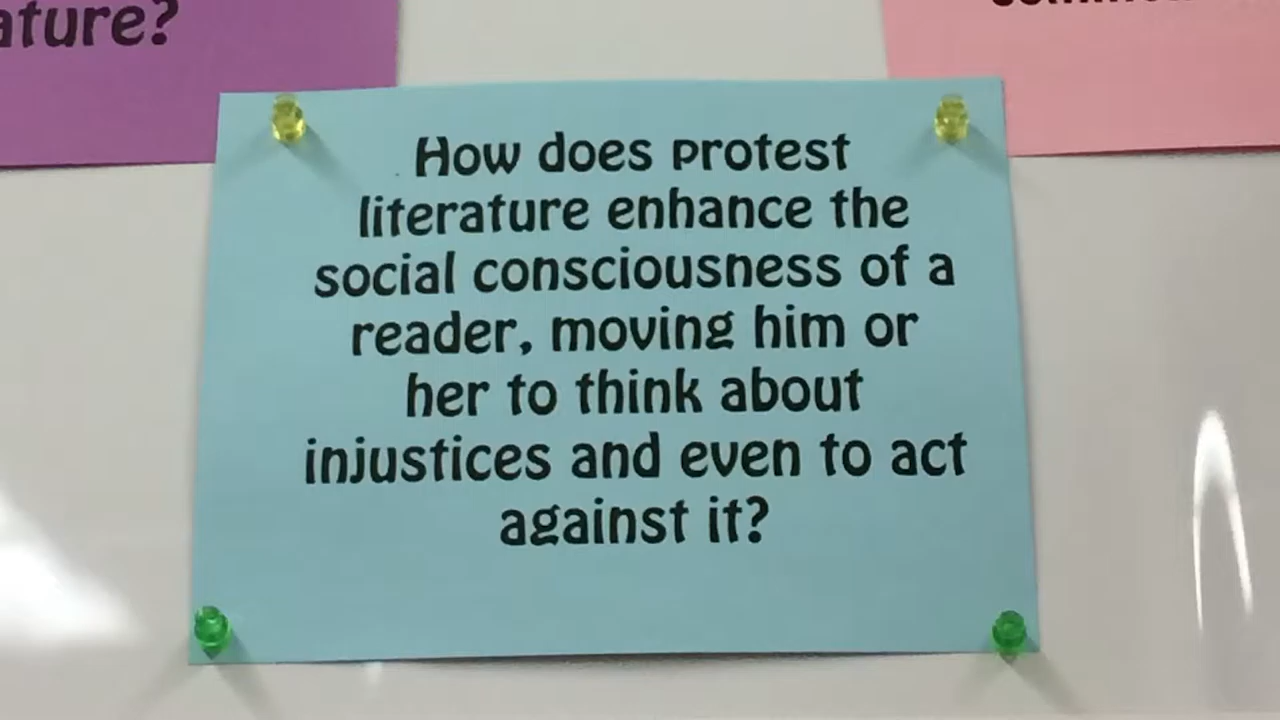 How does protest
literature enhance the
social consciousness of a
reader, moving him or
her to think about
injustices and even to act
against it?